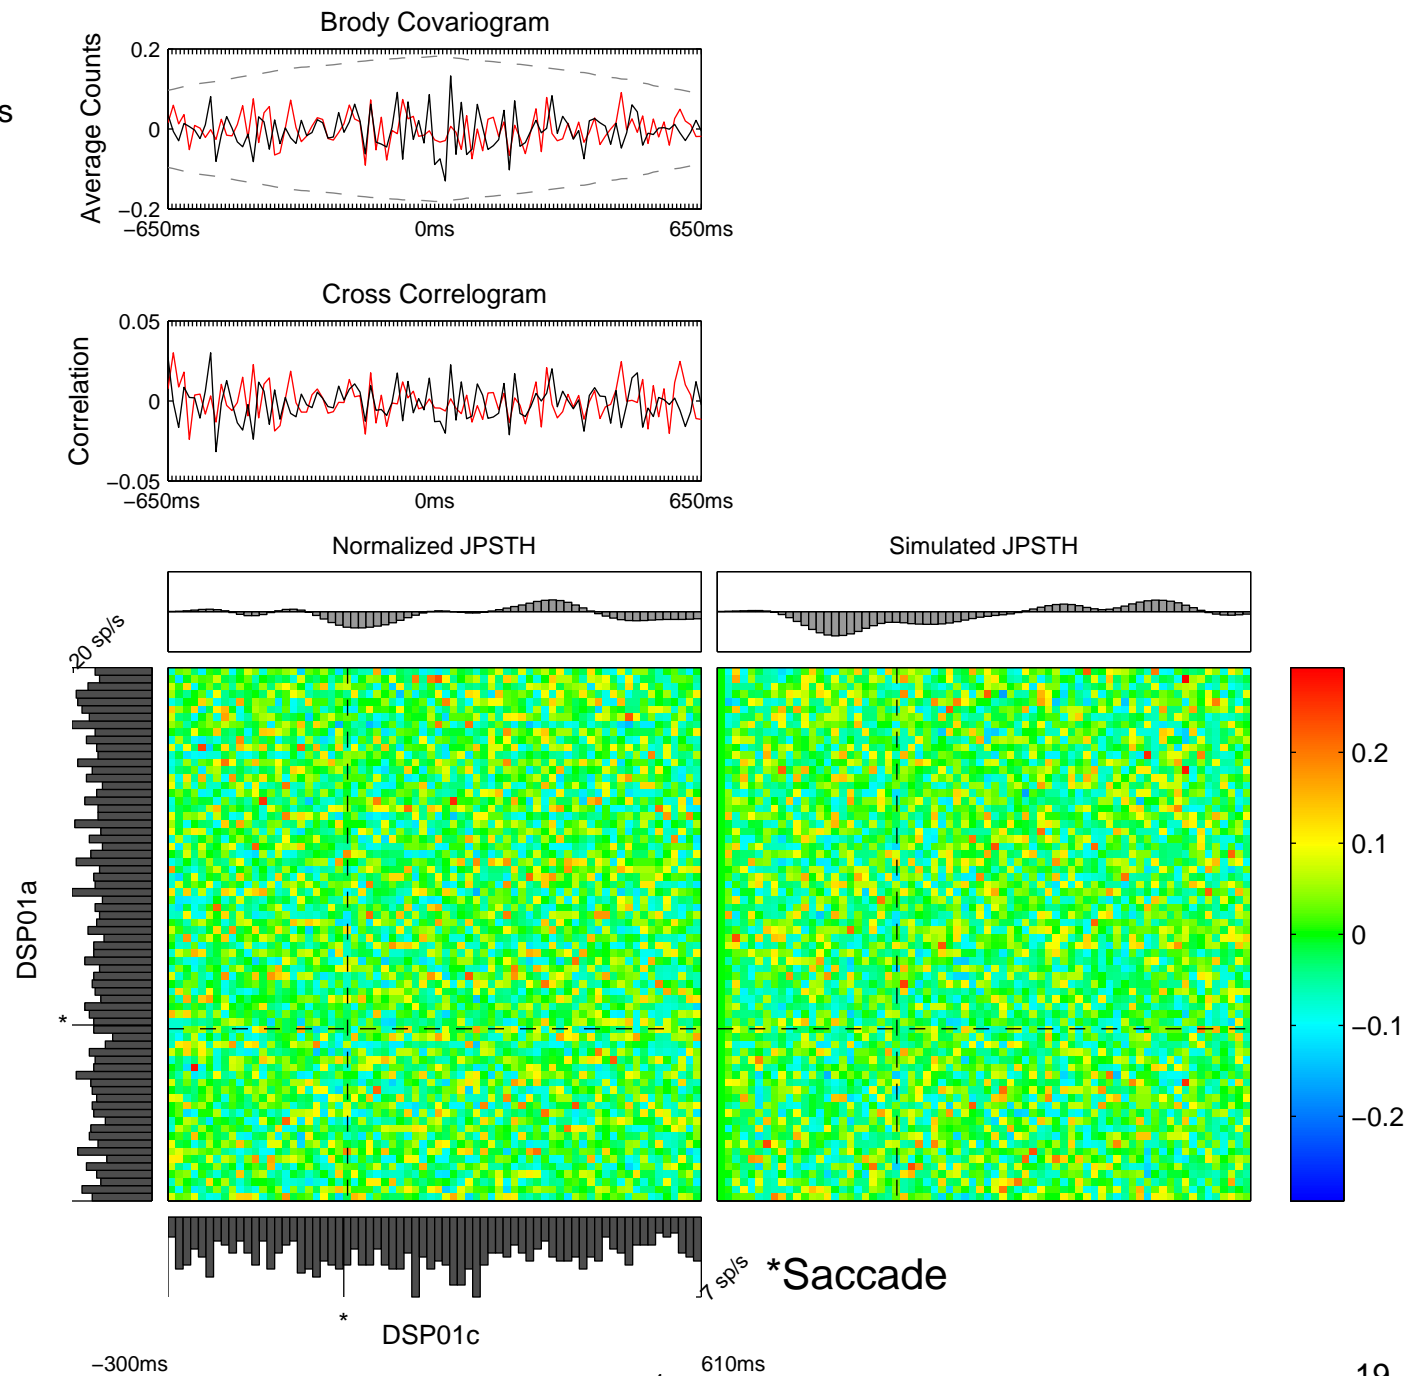 Brody Covariogram
s
Average Counts
0.2
0
−0.2
−650ms 0ms 650ms
Cross Correlogram
Correlation
0.05
0
−0.05
−650ms 0ms 650ms
Normalized JPSTH Simulated JPSTH
20 sp/s
DSP01a
*
0.2
0.1
0
−0.1
−0.2
7 sp/s
*Saccade
*
DSP01c
−300ms 610ms
19